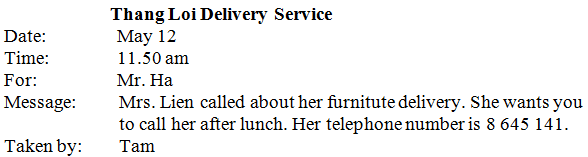 Thang Loi Delivery Service
Date: May 12
Time: 11.50 am
For: Mr. Ha
Message: Mrs. Lien called about her furnitute delivery. She wants you
to call her after lunch. Her telephone number is 8 645 141.
Taken by: Tam